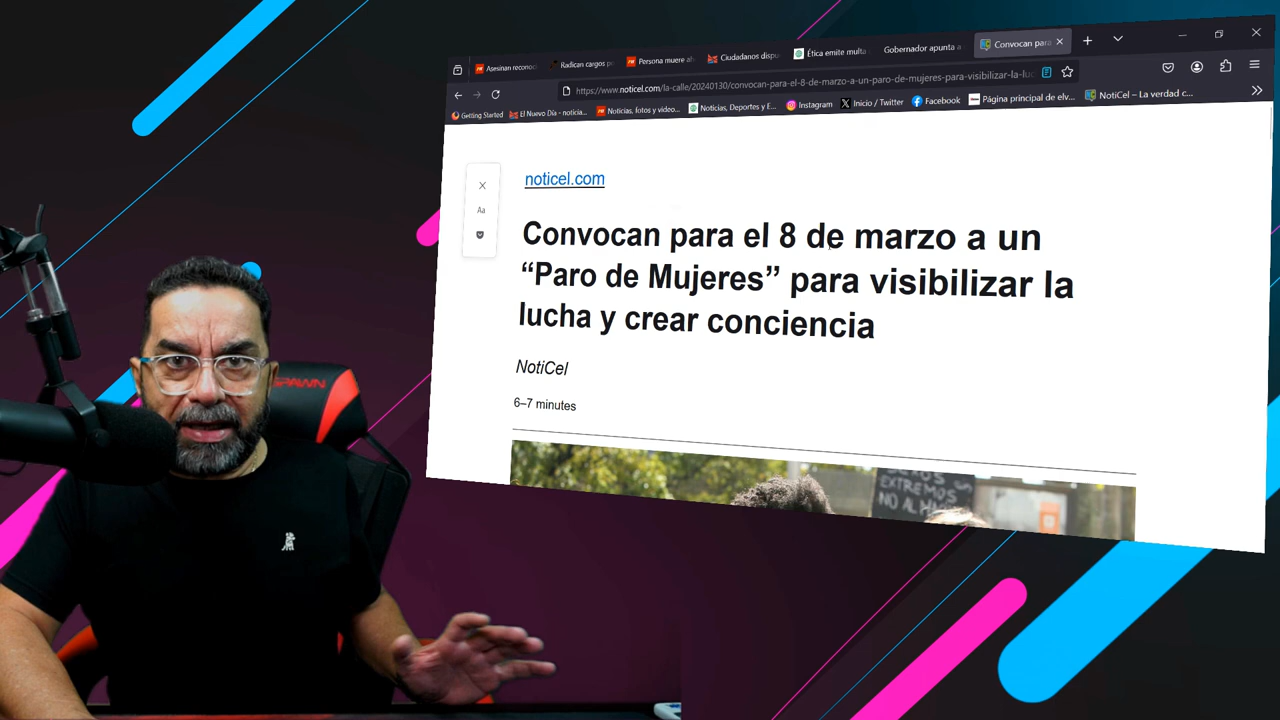 Asesinan reconoc
Radican cargos po
Persona muere ah
Ciudadanos dispu
Ética emite multa
Gobernador apunta a
Convocan para
https://www.noticel.com/la-calle/20240130/convocan-para-el-8-de-marzo-a-un-paro-de-mujeres-para-visibilizar-la-luc
Getting Started
El Nuevo Día - noticia...
Noticias, fotos y video...
Noticias, Deportes y E...
Instagram
Inicio / Twitter
Facebook
Página principal de elv...
NotiCel – La verdad c...
noticel.com
Aa
Convocan para el 8 de marzo a un
“Paro de Mujeres” para visibilizar la
lucha y crear conciencia
NotiCel
6–7 minutes
EXTREMOS